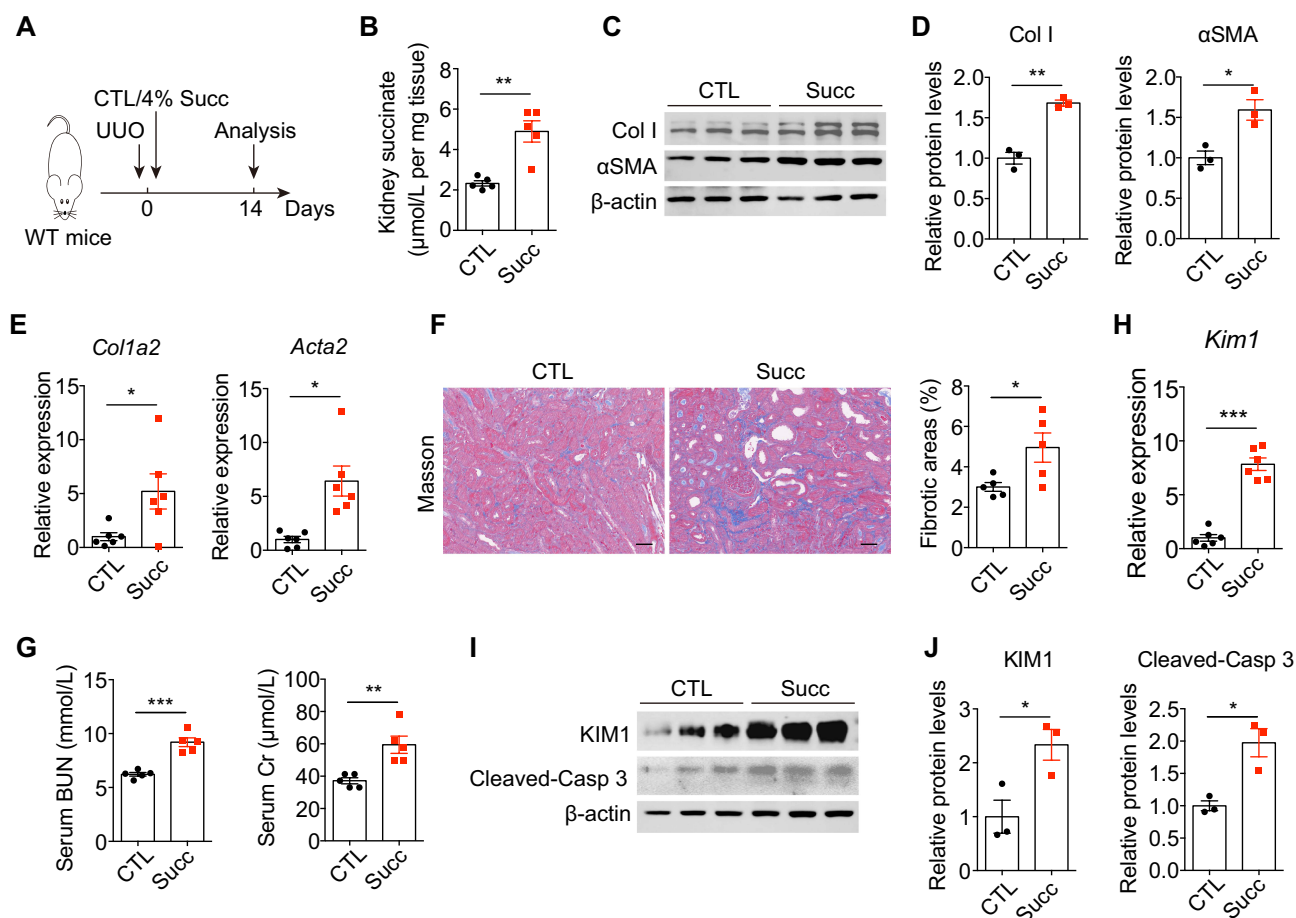 A
CTL/4% Succ
UUO
Analysis
0
14
Days
WT mice
B
**
Kidney succinate
(μmol/L per mg tissue)
6
4
2
0
CTL
Succ
C
CTL
Succ
Col I
αSMA
β-actin
D
Col I
**
Relative protein levels
2.0
1.5
1.0
0.5
0.0
CTL
Succ
αSMA
*
Relative protein levels
2.0
1.5
1.0
0.5
0.0
CTL
Succ
E
Col1a2
*
Relative expression
15
10
5
0
CTL
Succ
Acta2
*
Relative expression
15
10
5
0
CTL
Succ
F
CTL
Succ
Masson
*
Fibrotic areas (%)
8
6
4
2
0
CTL
Succ
H
Kim1
***
Relative expression
15
10
5
0
CTL
Succ
G
***
Serum BUN (mmol/L)
15
10
5
0
CTL
Succ
**
Serum Cr (μmol/L)
100
80
60
40
20
0
CTL
Succ
I
CTL
Succ
KIM1
Cleaved-Casp 3
β-actin
J
KIM1
*
Relative protein levels
3
2
1
0
CTL
Succ
Cleaved-Casp 3
*
Relative protein levels
2.5
2.0
1.5
1.0
0.5
0.0
CTL
Succ